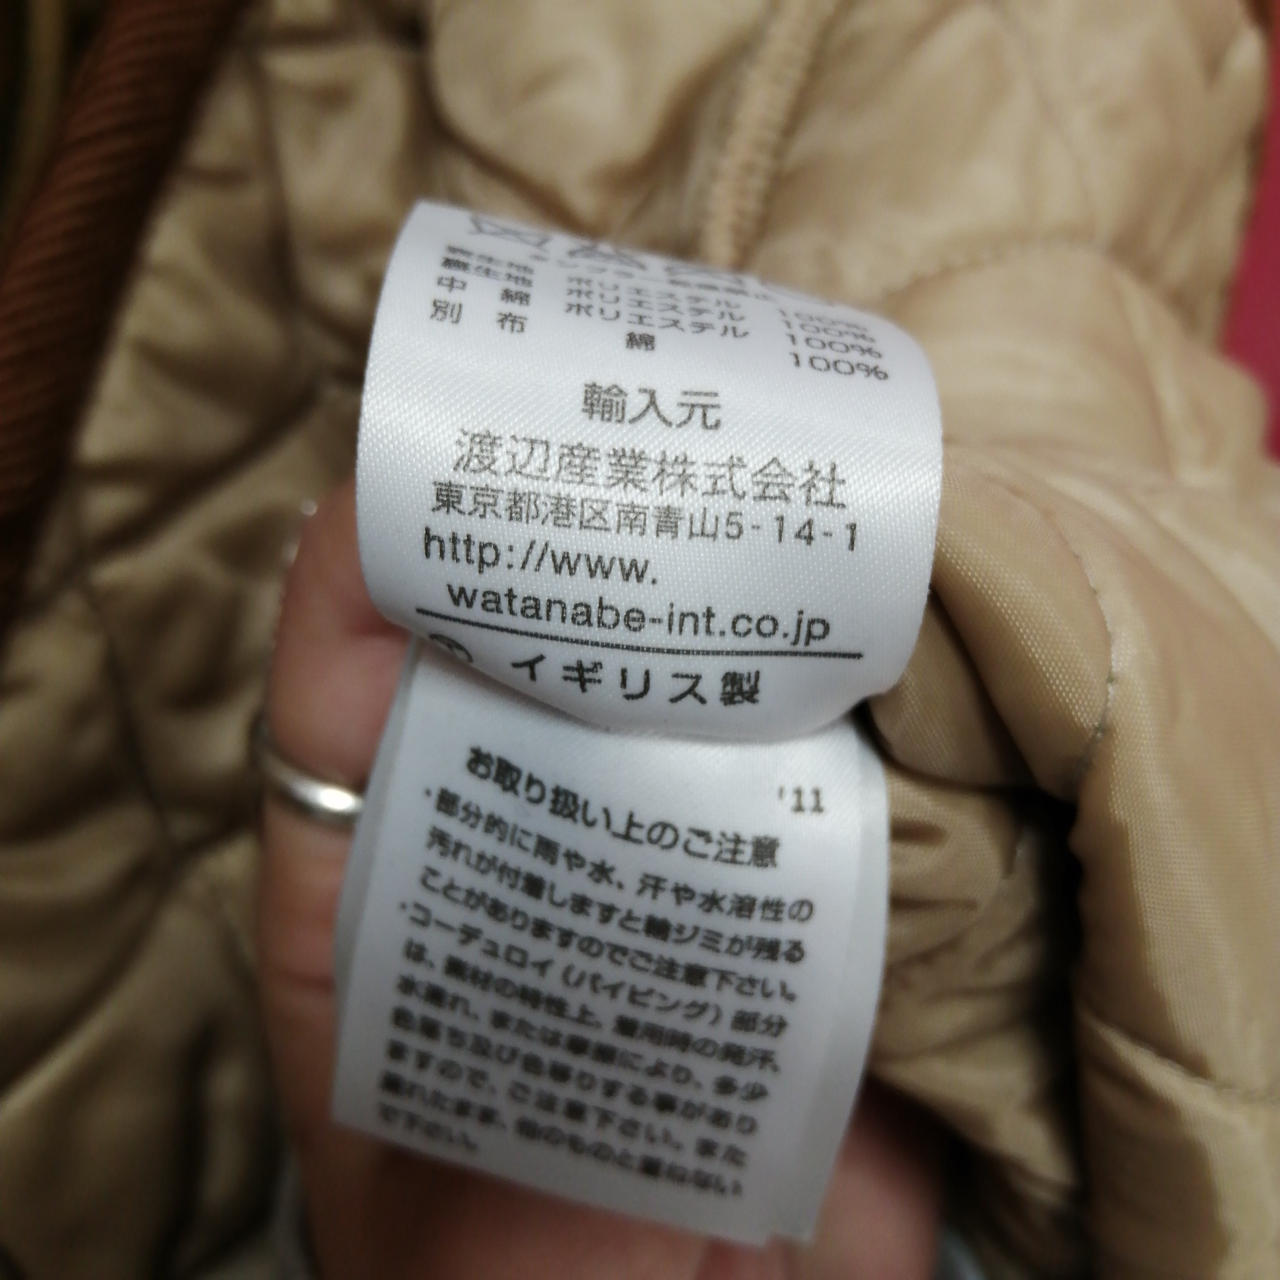 表生地 ポリエステル 100%
裏生地 ポリエステル 100%
中 綿 ポリエステル 100%
別 布 綿 100%
輸入元
渡辺産業株式会社
東京都港区南青山5-14-1
http://www.
watanabe-int.co.jp
イギリス製
'11
お取り扱い上のご注意
・部分的に雨や水、汗や水溶性の
汚れが付着しますと輪ジミが残る
ことがありますのでご注意下さい。
・コーデュロイ(パイピング)部分
は、素材の特性上、着用時の発汗、
水濡れ、または摩擦により、多少
色落ち及び色移りする事があり
ますので、ご注意下さい。また
濡れたまま、他のものと重ねない
で下さい。